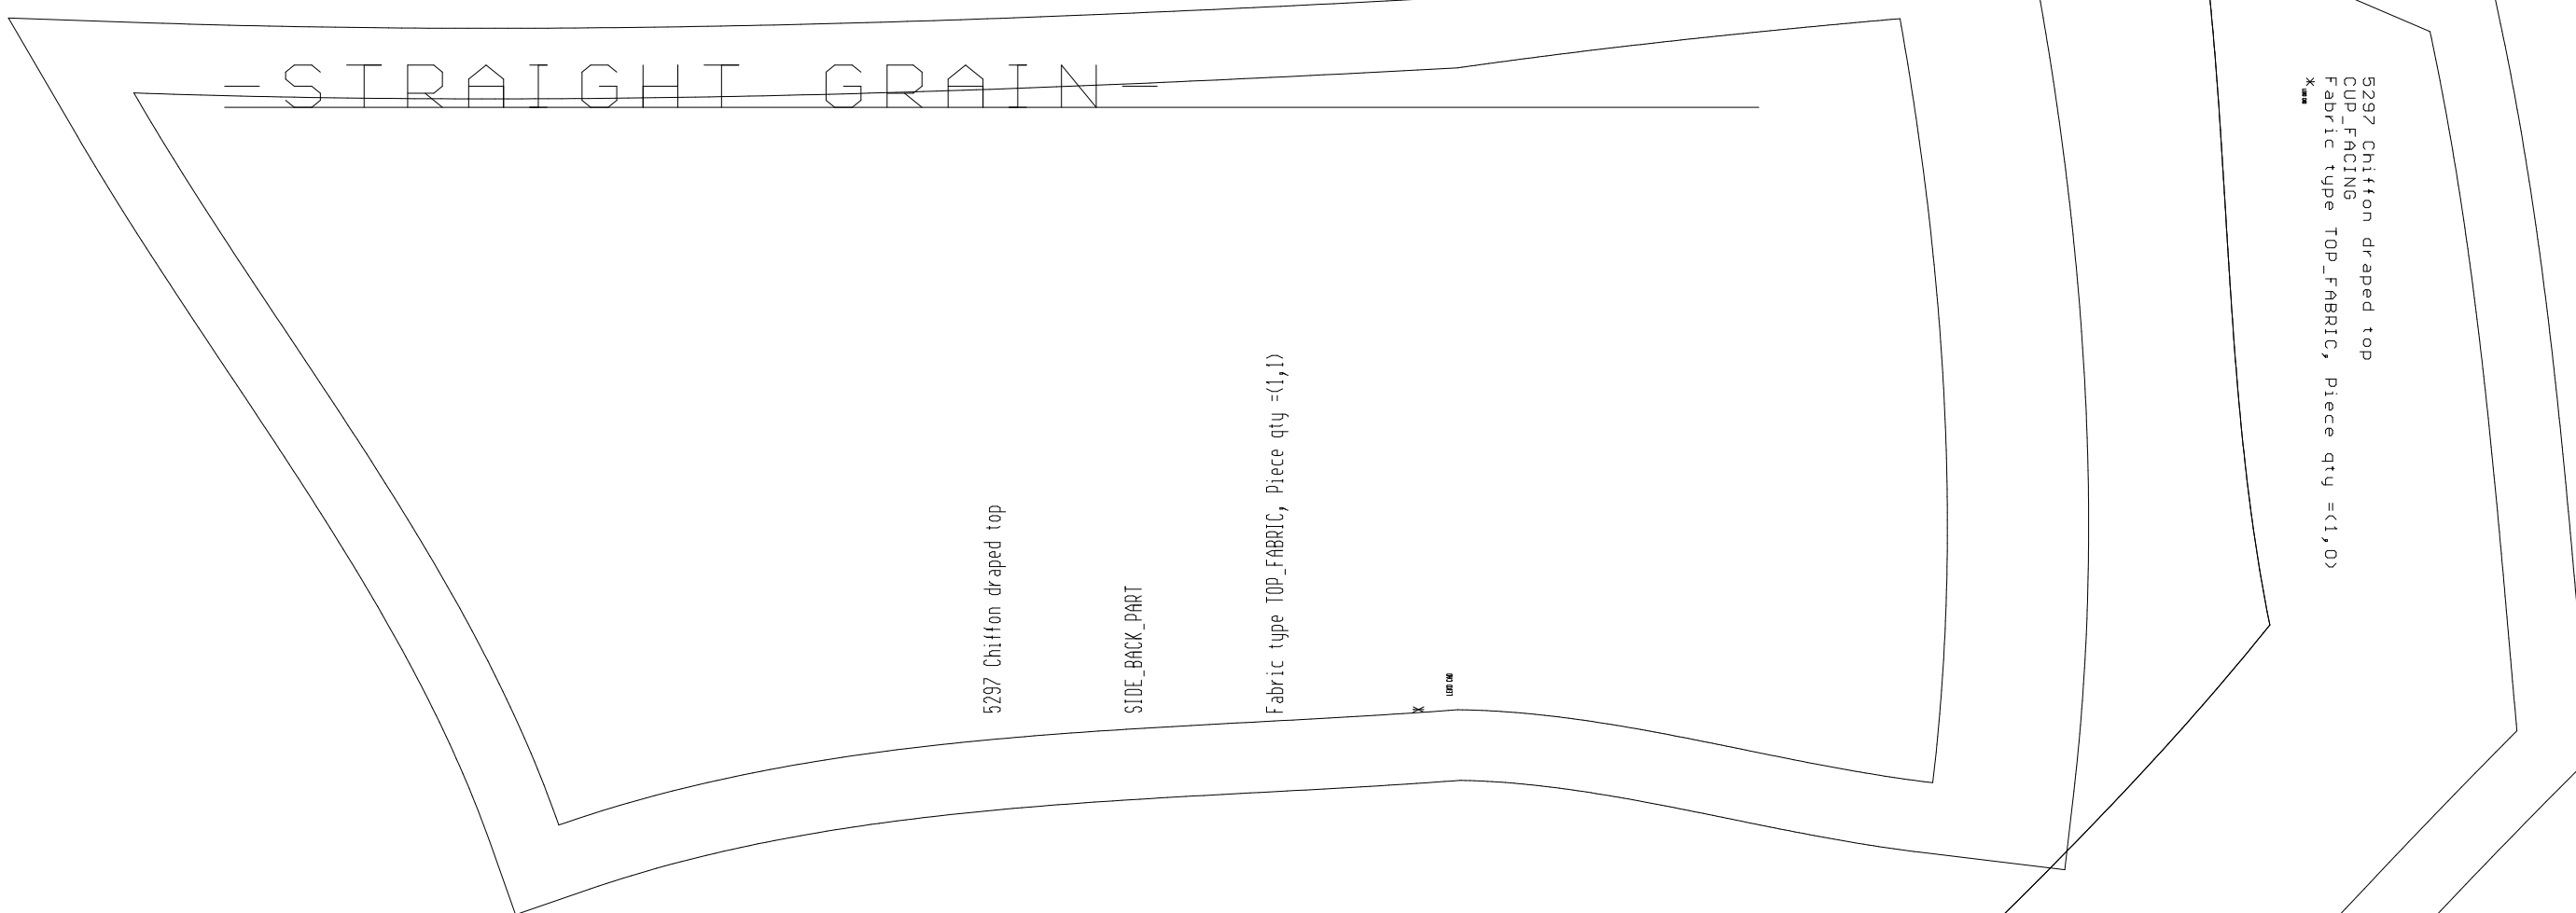 -STRAIGHT GRAIN-
5297 Chiffon draped top
SIDE_BACK_PART
Fabric type TOP_FABRIC, Piece qty =(1,1)
*
5297 Chiffon draped top
CUP_FACING
Fabric type TOP_FABRIC, Piece qty =(1,0)
*